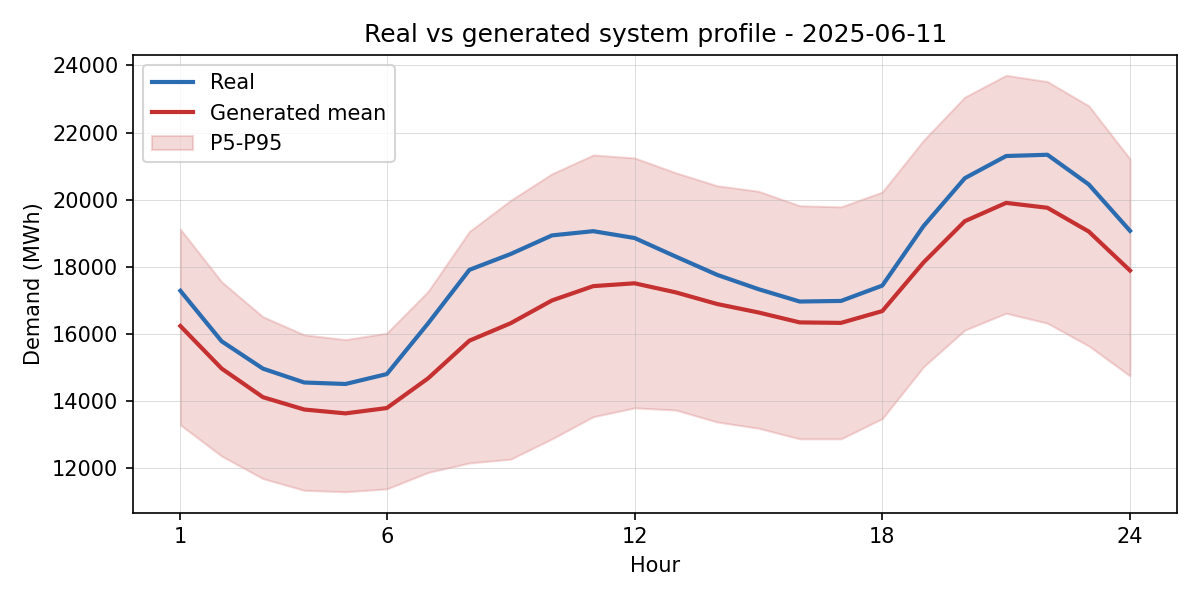 Real vs generated system profile - 2025-06-11
Real
Generated mean
P5-P95
Demand (MWh)
24000
22000
20000
18000
16000
14000
12000
1 6 12 18 24
Hour